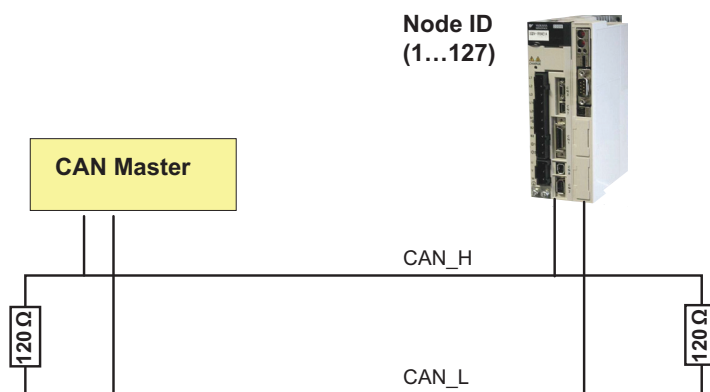 Node ID
(1…127)
CAN Master
CAN_H
120 Ω
120 Ω
CAN_L